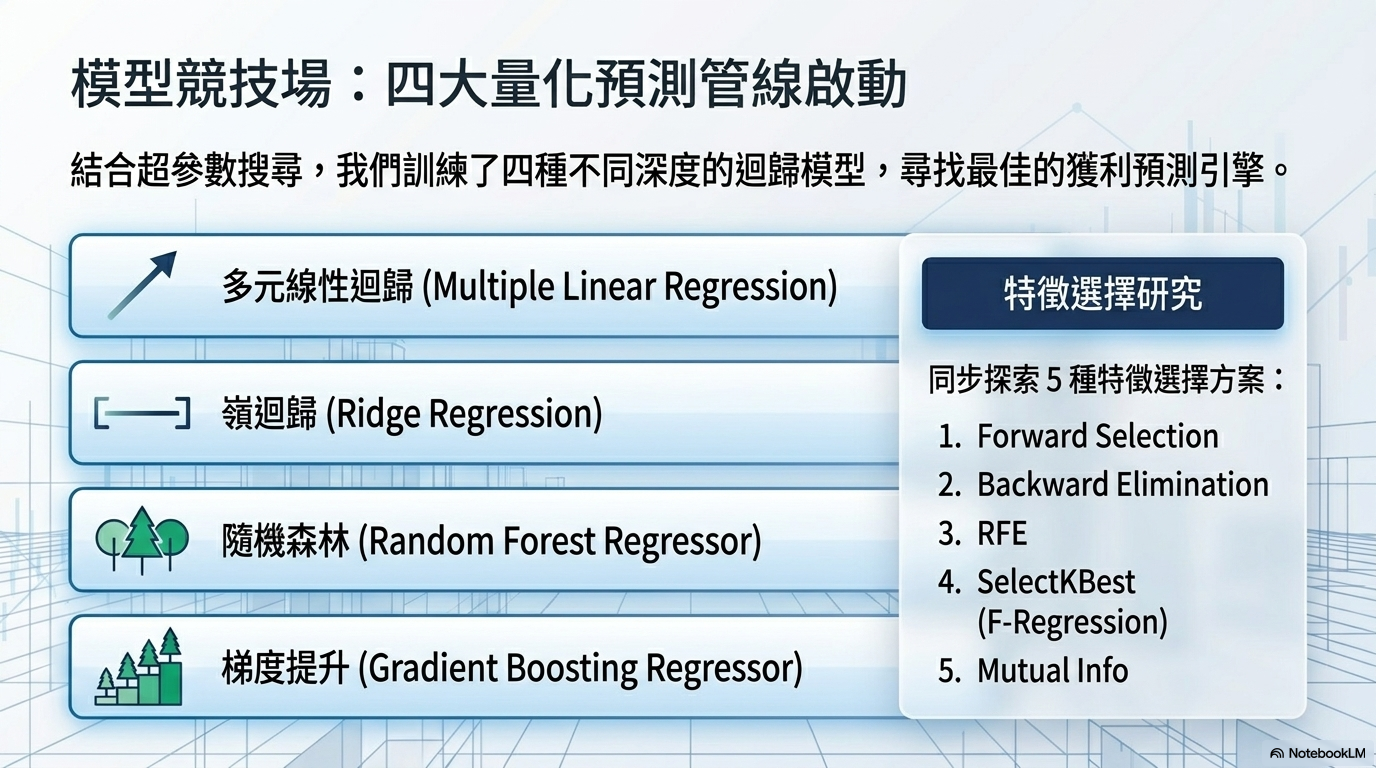 模型競技場：四大量化預測管線啟動
結合超參數搜尋，我們訓練了四種不同深度的迴歸模型，尋找最佳的獲利預測引擎。
多元線性迴歸 (Multiple Linear Regression)
嶺迴歸 (Ridge Regression)
隨機森林 (Random Forest Regressor)
梯度提升 (Gradient Boosting Regressor)
特徵選擇研究
同步探索 5 種特徵選擇方案：
1. Forward Selection
2. Backward Elimination
3. RFE
4. SelectKBest
(F-Regression)
5. Mutual Info
NotebookLM